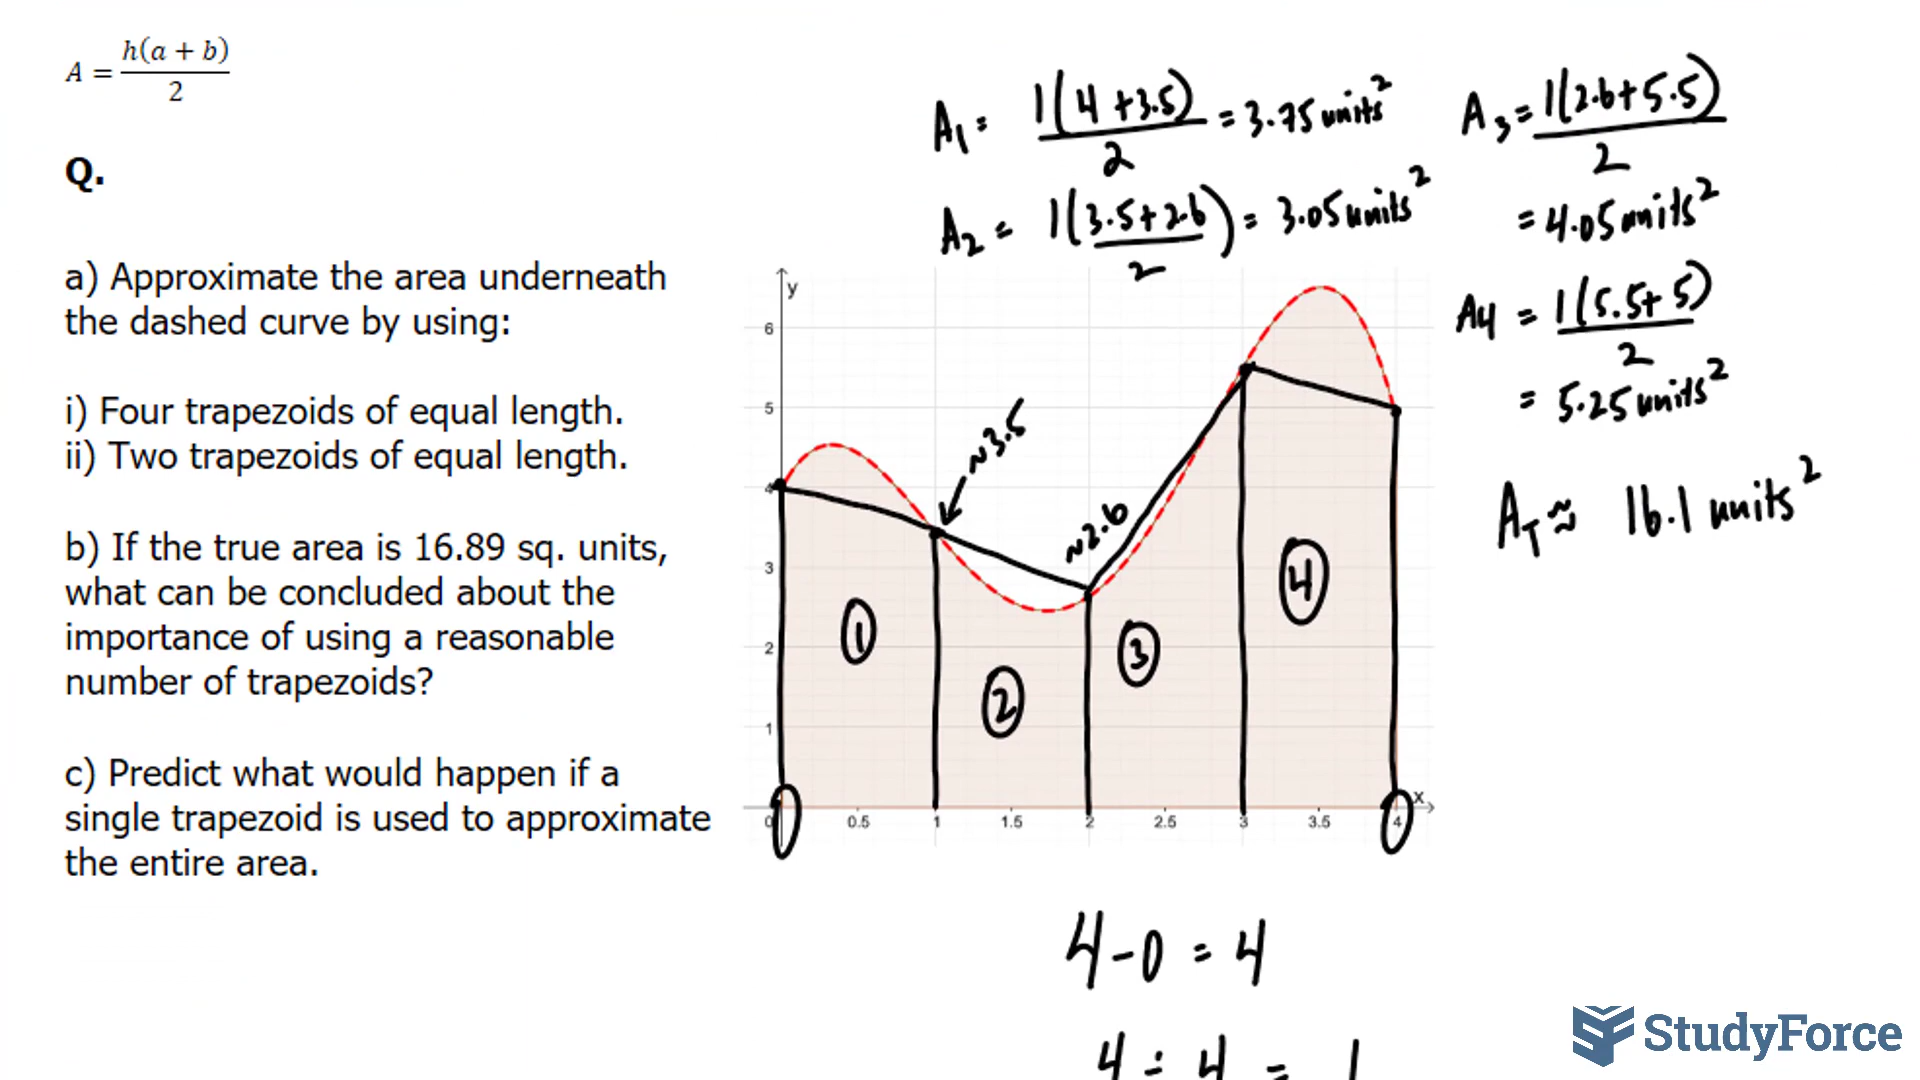 A = h(a + b) / 2
Q.
a) Approximate the area underneath
the dashed curve by using:
i) Four trapezoids of equal length.
ii) Two trapezoids of equal length.
b) If the true area is 16.89 sq. units,
what can be concluded about the
importance of using a reasonable
number of trapezoids?
c) Predict what would happen if a
single trapezoid is used to approximate
the entire area.
A₁ = 1(4+3.5) / 2 = 3.75 units²
A₂ = 1(3.5+2.6) / 2 = 3.05 units²
A₃ = 1(2.6+5.5) / 2
= 4.05 units²
A4 = 1(5.5+5) / 2
= 5.25 units²
A_T ≈ 16.1 units²
y
6
5
4
3
2
1
~3.5
~2.6
1
2
3
4
0 0.5 1 1.5 2 2.5 3 3.5 4 x
4-0 = 4
4 ÷ 4 = 1
StudyForce